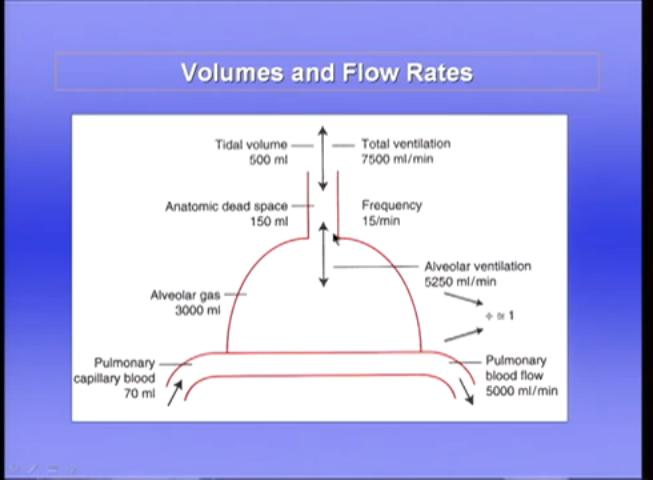 Volumes and Flow Rates
Tidal volume
500 ml
Total ventilation
7500 ml/min
Anatomic dead space
150 ml
Frequency
15/min
Alveolar ventilation
5250 ml/min
Alveolar gas
3000 ml
÷ ≅ 1
Pulmonary
capillary blood
70 ml
Pulmonary
blood flow
5000 ml/min